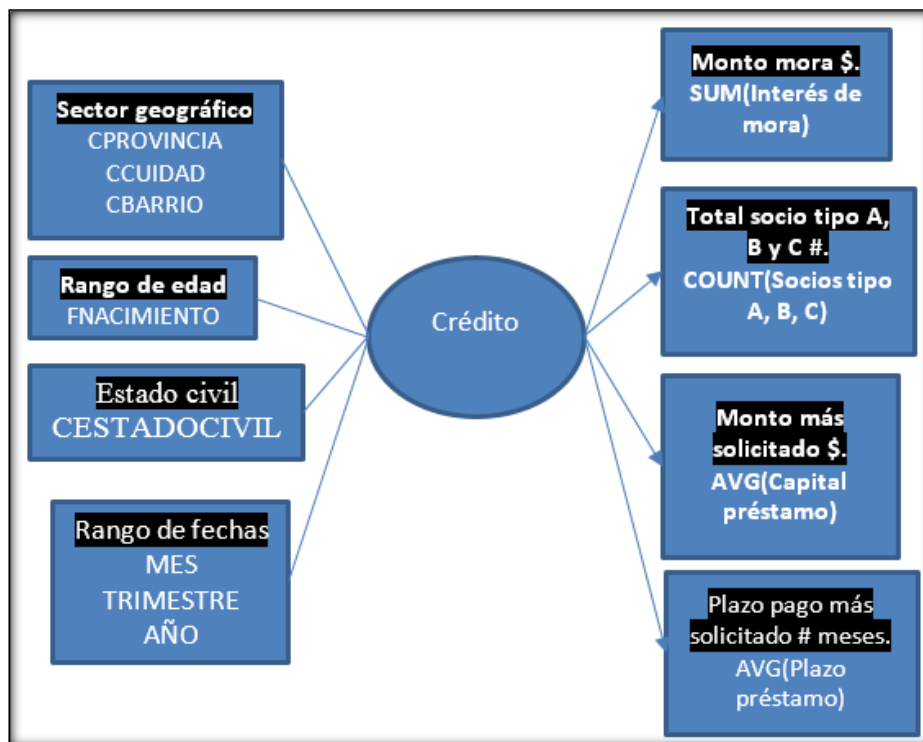 Sector geográfico
CPROVINCIA
CCUIDAD
CBARRIO
Rango de edad
FNACIMIENTO
Estado civil
CESTADOCIVIL
Rango de fechas
MES
TRIMESTRE
AÑO
Crédito
Monto mora $.
SUM(Interés de
mora)
Total socio tipo A,
B y C #.
COUNT(Socios tipo
A, B, C)
Monto más
solicitado $.
AVG(Capital
préstamo)
Plazo pago más
solicitado # meses.
AVG(Plazo
préstamo)